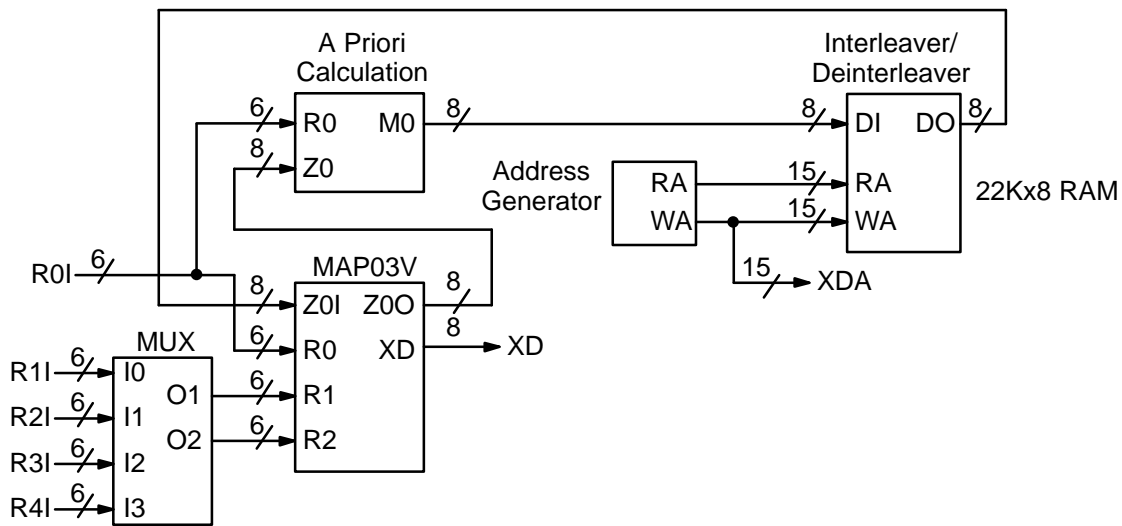 A Priori
Calculation
Interleaver/
Deinterleaver
6
R0
M0
8
8
DI
DO
8
8
Z0
Address
Generator
RA
15
RA
WA
15
WA
22Kx8 RAM
R0I
6
MAP03V
15
XDA
8
Z0I
Z0O
8
6
R0
XD
8
XD
MUX
R1I
6
I0
O1
6
R1
R2I
6
I1
O2
6
R2
R3I
6
I2
R4I
6
I3